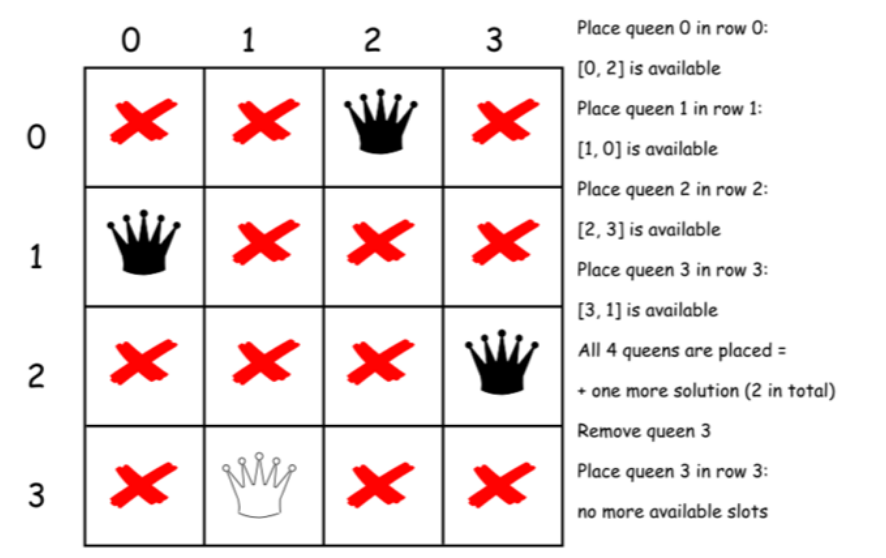 0 1 2 3
0
1
2
3
Place queen 0 in row 0:
[0, 2] is available
Place queen 1 in row 1:
[1, 0] is available
Place queen 2 in row 2:
[2, 3] is available
Place queen 3 in row 3:
[3, 1] is available
All 4 queens are placed =
+ one more solution (2 in total)
Remove queen 3
Place queen 3 in row 3:
no more available slots